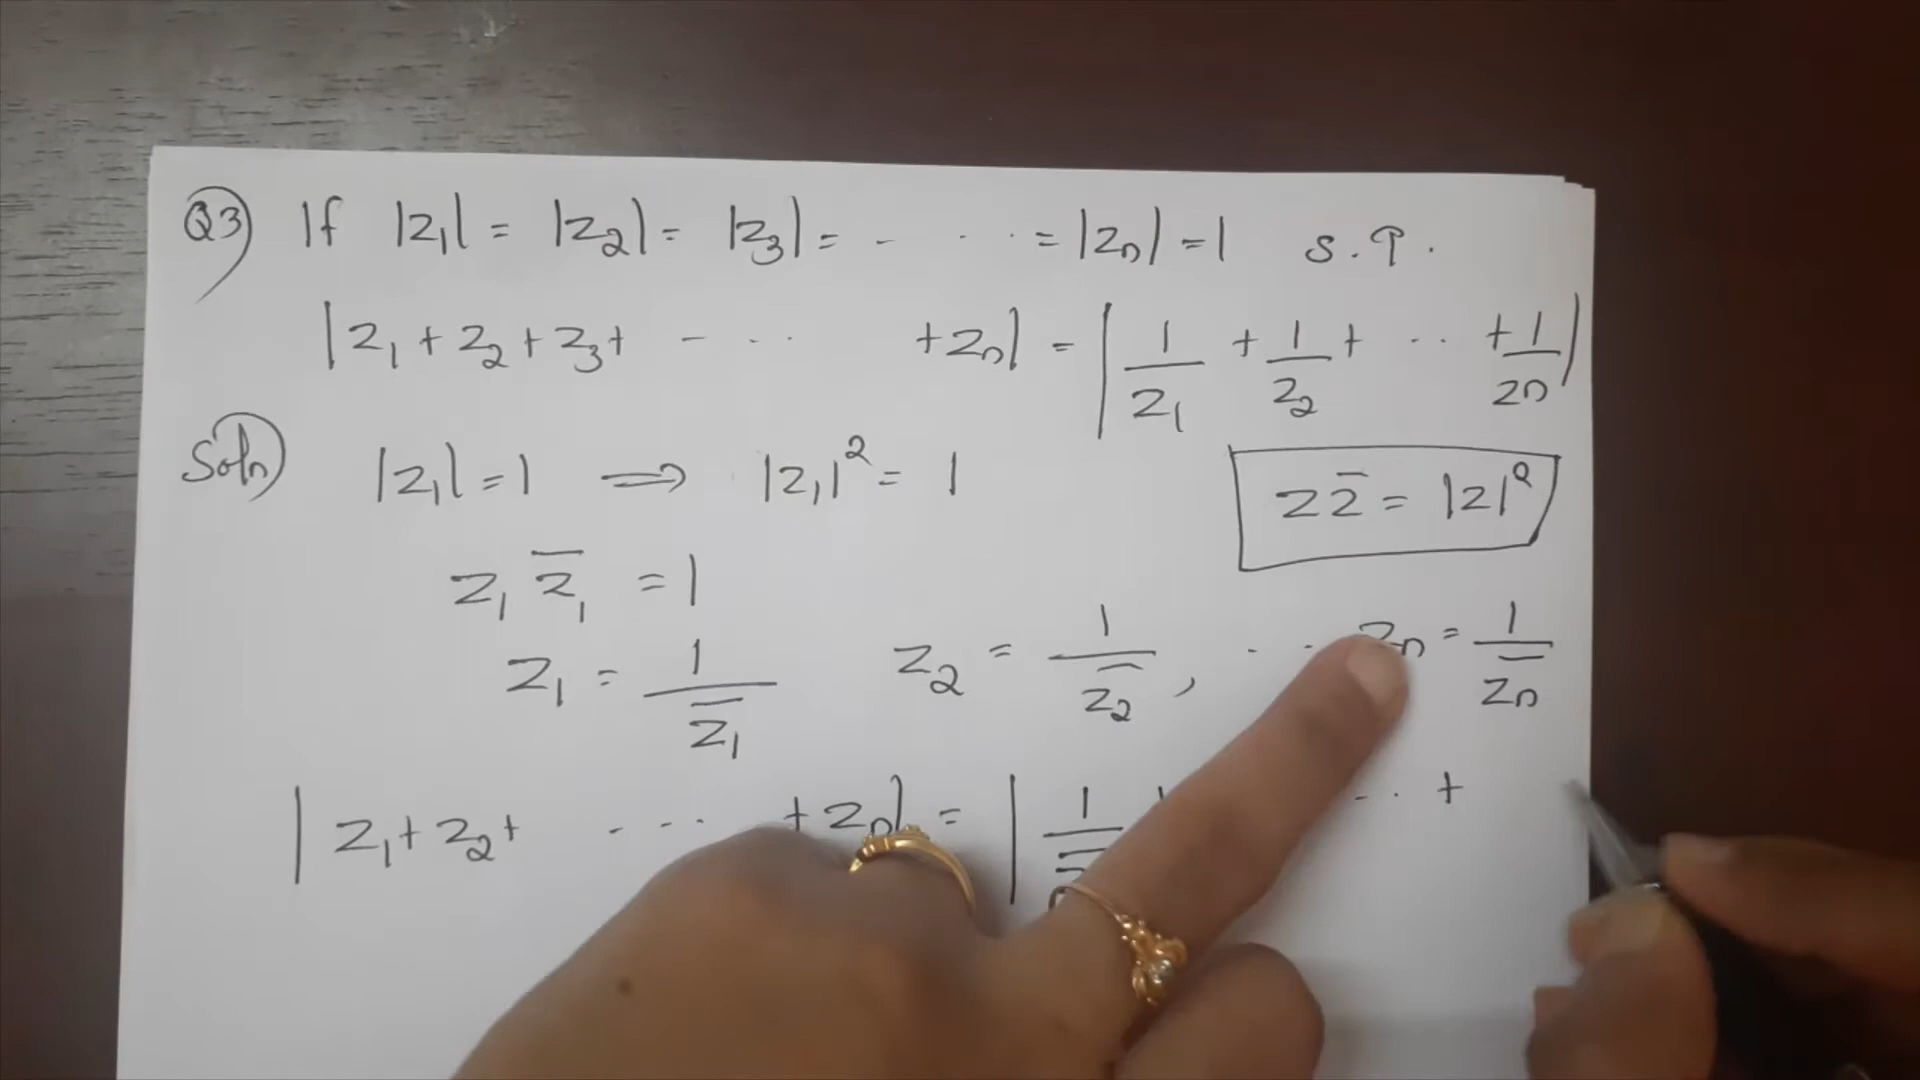 Q3) If |z₁| = |z₂| = |z₃| = - · · · = |zₙ| = 1 s.T.
|z₁ + z₂ + z₃ + - · · + zₙ| = |1/z₁ + 1/z₂ + · · + 1/zₙ|
Soln) |z₁| = 1 ⟹ |z₁|² = 1
z z̄ = |z|²
z₁ z̄₁ = 1
z₁ = 1/z̄₁ z₂ = 1/z̄₂ , - - zₙ = 1/z̄ₙ
|z₁ + z₂ + - - · · + zₙ| = | 1 - · · +